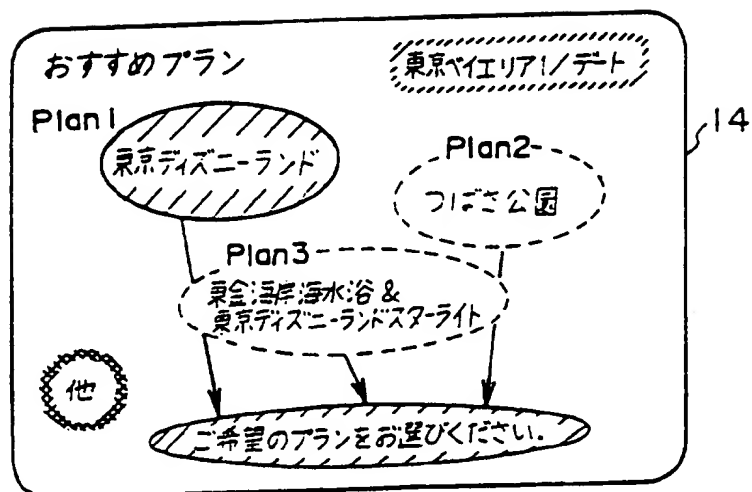 おすすめプラン
東京ベイエリア1/デート
Plan1
東京ディズニーランド
14
Plan2
つばさ公園
Plan3
東金海岸海水浴&
東京ディズニーランドスターライト
他
ご希望のプランをお選びください.